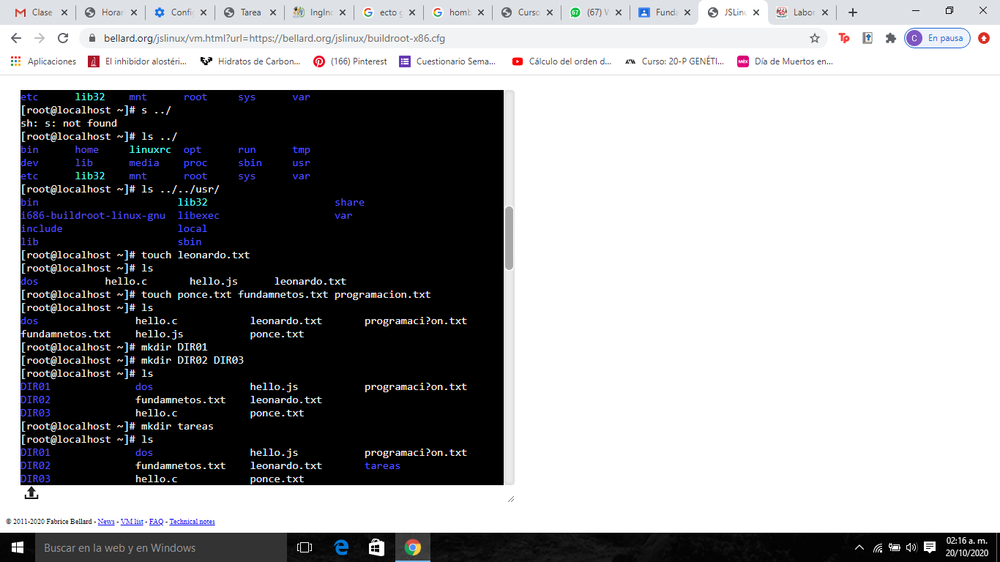 Clase
Horar
Config
Tarea
IngInc
ecto g
homb
Curso
(67) W
Funda
JSLinu
Labor
bellard.org/jslinux/vm.html?url=https://bellard.org/jslinux/buildroot-x86.cfg
C En pausa
Aplicaciones
El inhibidor alostéri...
Hidratos de Carbon...
(166) Pinterest
Cuestionario Sema...
Cálculo del orden d...
Curso: 20-P GENÉTI...
Día de Muertos en...
etc lib32 mnt root sys var
[root@localhost ~]# s ../
sh: s: not found
[root@localhost ~]# ls ../
bin home linuxrc opt run tmp
dev lib media proc sbin usr
etc lib32 mnt root sys var
[root@localhost ~]# ls ../../usr/
bin lib32 share
i686-buildroot-linux-gnu libexec var
include local
lib sbin
[root@localhost ~]# touch leonardo.txt
[root@localhost ~]# ls
dos hello.c hello.js leonardo.txt
[root@localhost ~]# touch ponce.txt fundamnetos.txt programacion.txt
[root@localhost ~]# ls
dos hello.c leonardo.txt programaci?on.txt
fundamnetos.txt hello.js ponce.txt
[root@localhost ~]# mkdir DIR01
[root@localhost ~]# mkdir DIR02 DIR03
[root@localhost ~]# ls
DIR01 dos hello.js programaci?on.txt
DIR02 fundamnetos.txt leonardo.txt
DIR03 hello.c ponce.txt
[root@localhost ~]# mkdir tareas
[root@localhost ~]# ls
DIR01 dos hello.js programaci?on.txt
DIR02 fundamnetos.txt leonardo.txt tareas
DIR03 hello.c ponce.txt
© 2011-2020 Fabrice Bellard - News - VM list - FAQ - Technical notes
Buscar en la web y en Windows
02:16 a. m.
20/10/2020